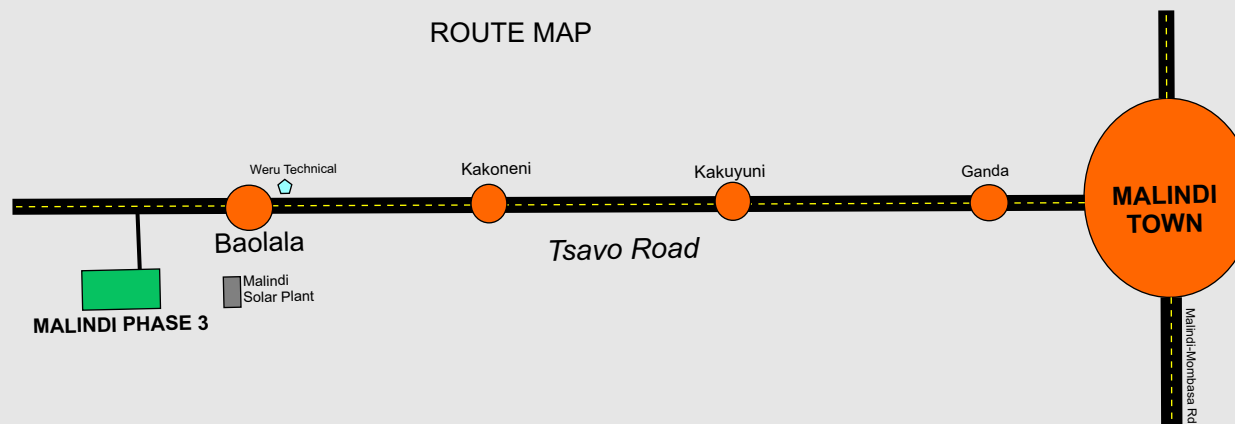 ROUTE MAP
Weru Technical
Kakoneni
Kakuyuni
Ganda
MALINDI
TOWN
Baolala
Tsavo Road
Malindi
Solar Plant
MALINDI PHASE 3
Malindi-Mombasa Rd